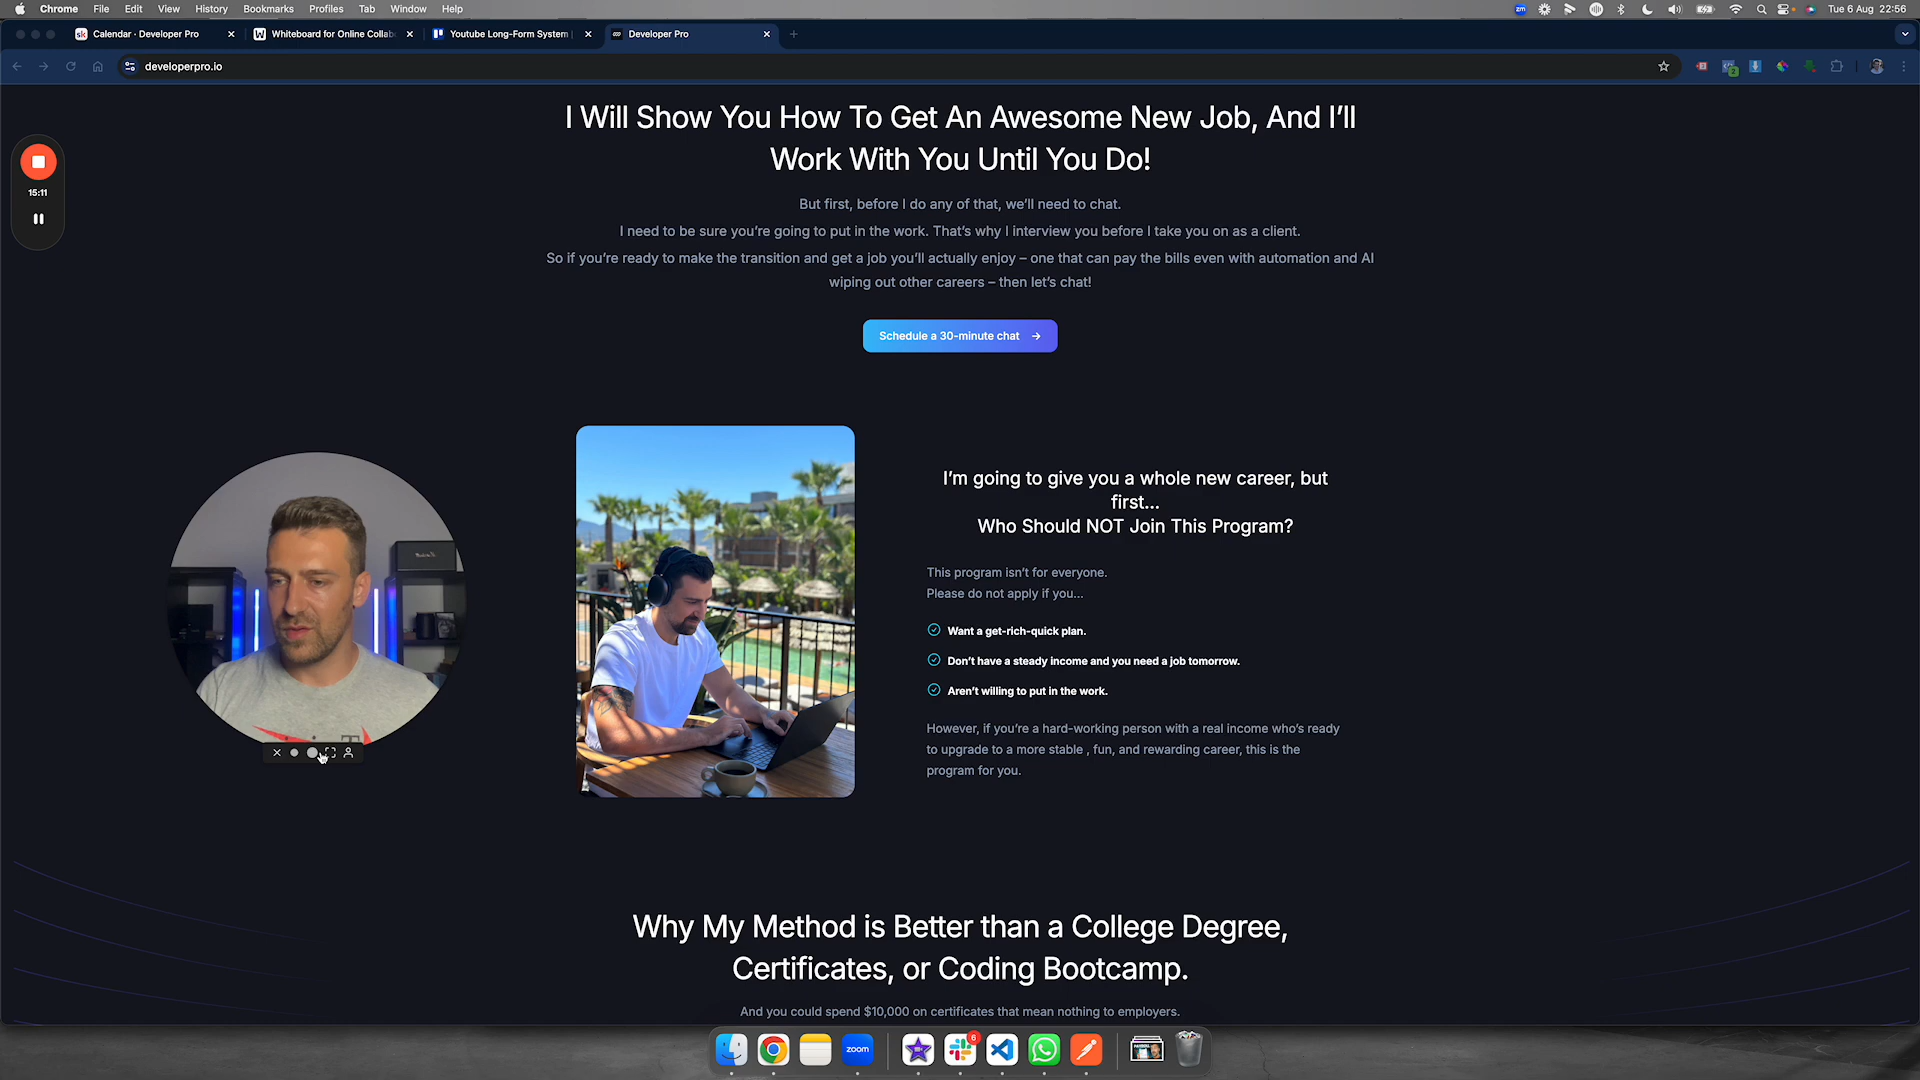 Chrome File Edit View History Bookmarks Profiles Tab Window Help
zm
Tue 6 Aug 22:56
sk Calendar · Developer Pro
W Whiteboard for Online Collab
Youtube Long-Form System
Developer Pro
developerpro.io
2
I Will Show You How To Get An Awesome New Job, And I'll
Work With You Until You Do!
15:11
But first, before I do any of that, we'll need to chat.
I need to be sure you're going to put in the work. That's why I interview you before I take you on as a client.
So if you're ready to make the transition and get a job you'll actually enjoy – one that can pay the bills even with automation and AI
wiping out other careers – then let's chat!
Schedule a 30-minute chat →
I'm going to give you a whole new career, but
first...
Who Should NOT Join This Program?
This program isn't for everyone.
Please do not apply if you...
Want a get-rich-quick plan.
Don't have a steady income and you need a job tomorrow.
Aren't willing to put in the work.
However, if you're a hard-working person with a real income who's ready
to upgrade to a more stable , fun, and rewarding career, this is the
program for you.
Why My Method is Better than a College Degree,
Certificates, or Coding Bootcamp.
And you could spend $10,000 on certificates that mean nothing to employers.
zoom
6